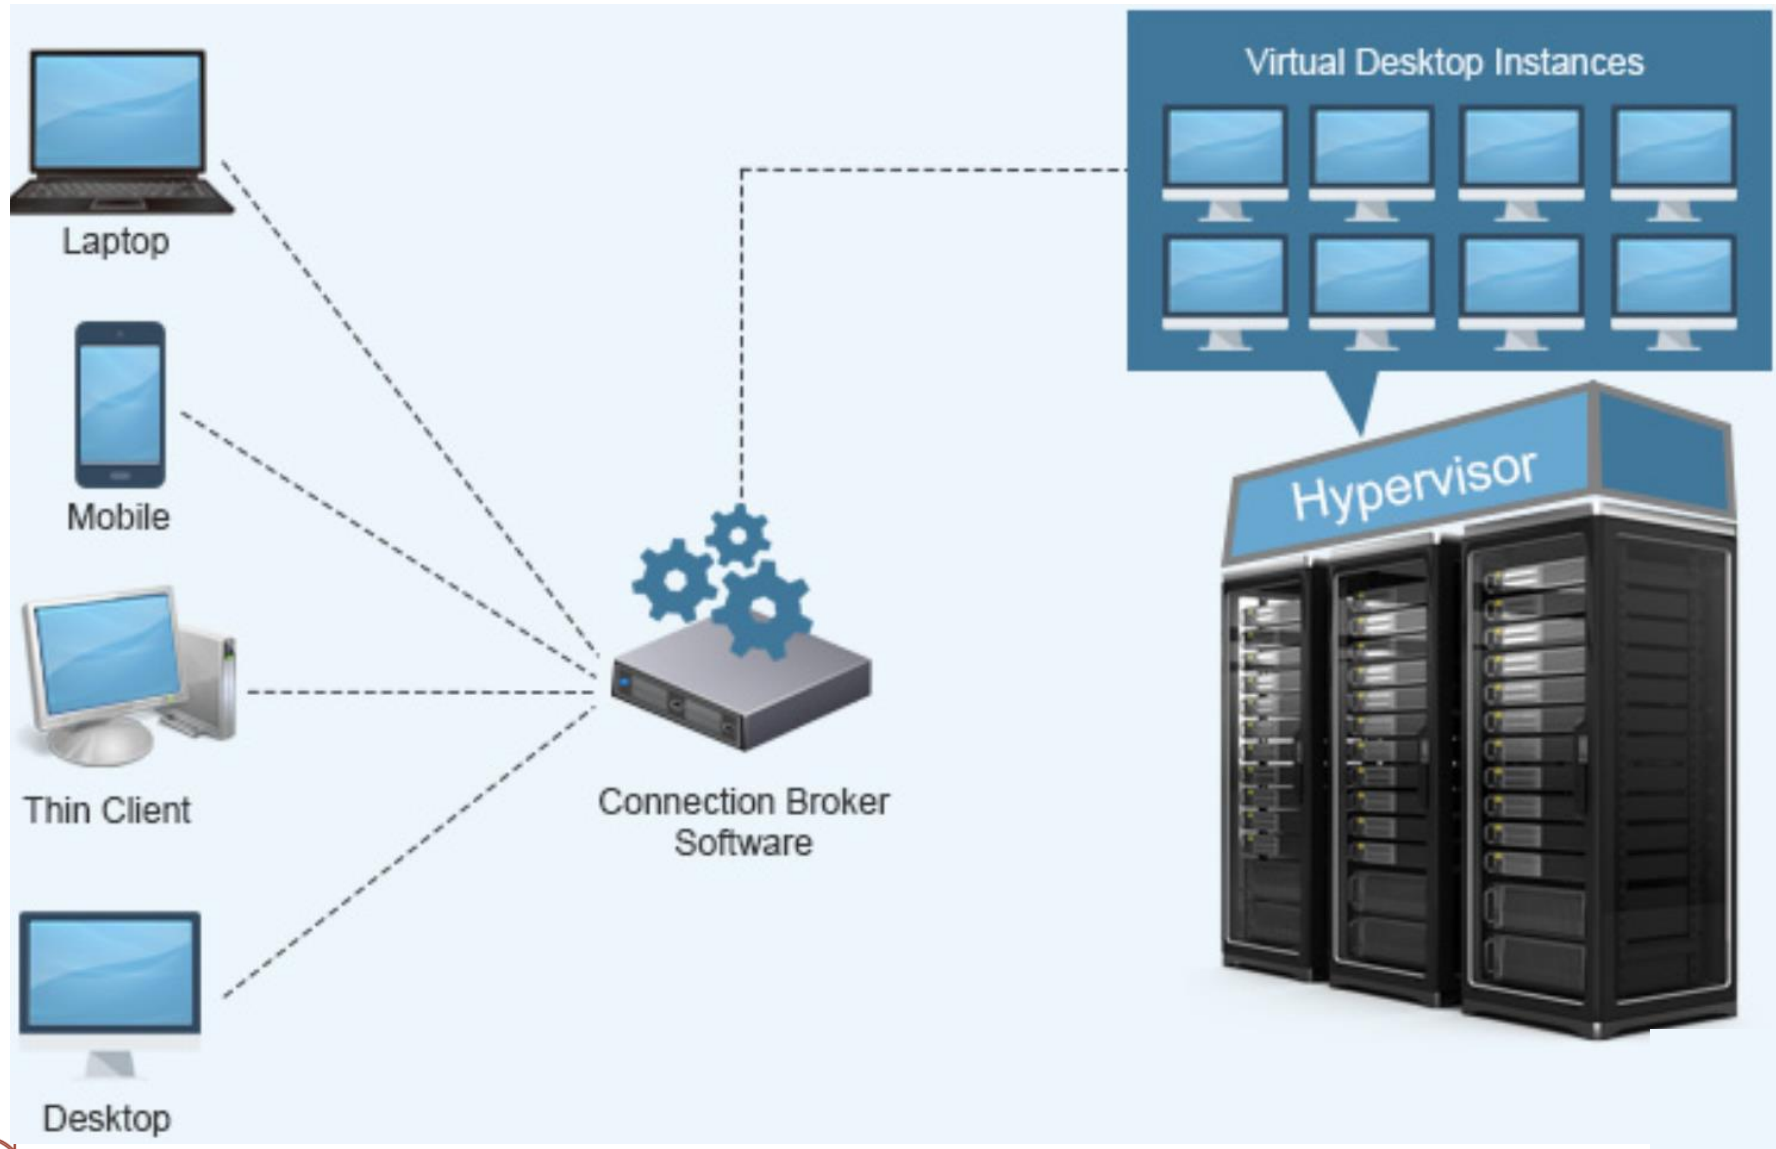 Virtual Desktop Instances
Laptop
Mobile
Hypervisor
Thin Client
Connection Broker
Software
Desktop